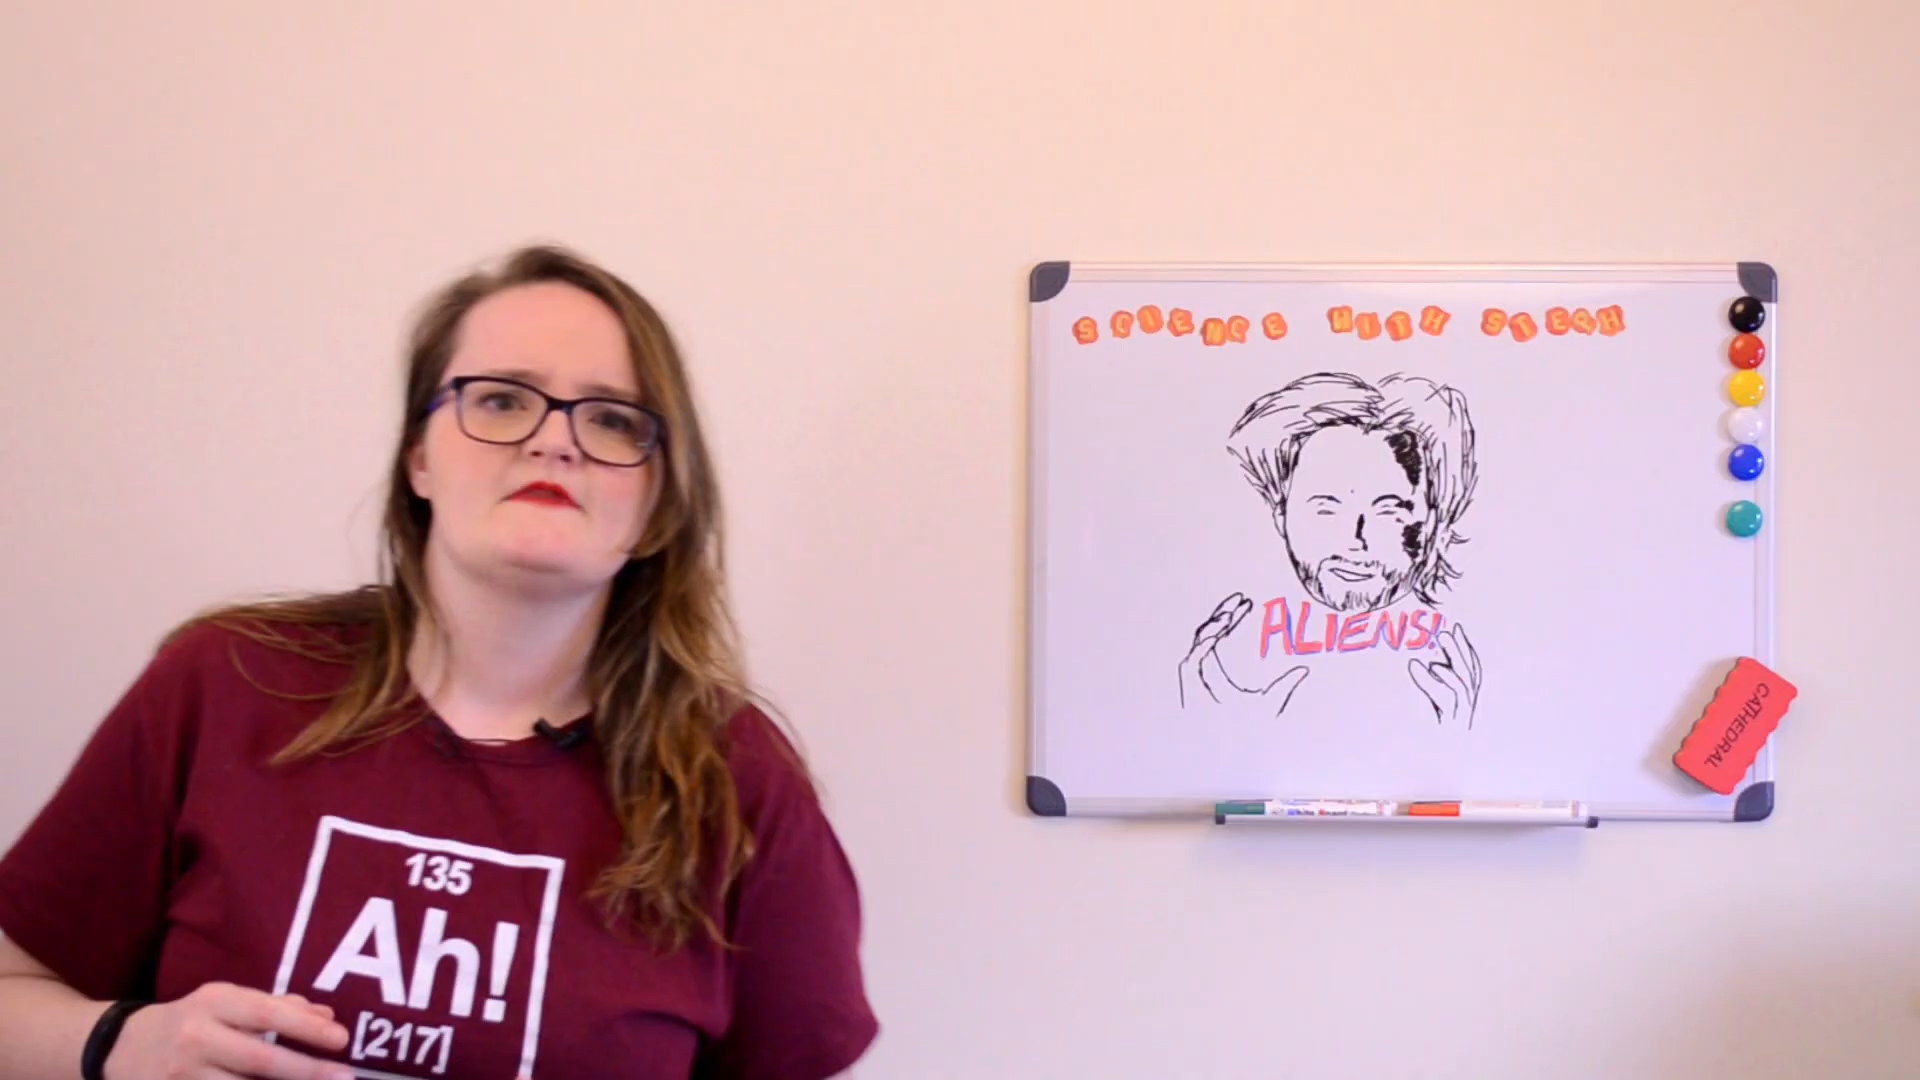 SCIENCE WITH STEPH
ALIENS!
CATHEDRAL
135
Ah!
[217]